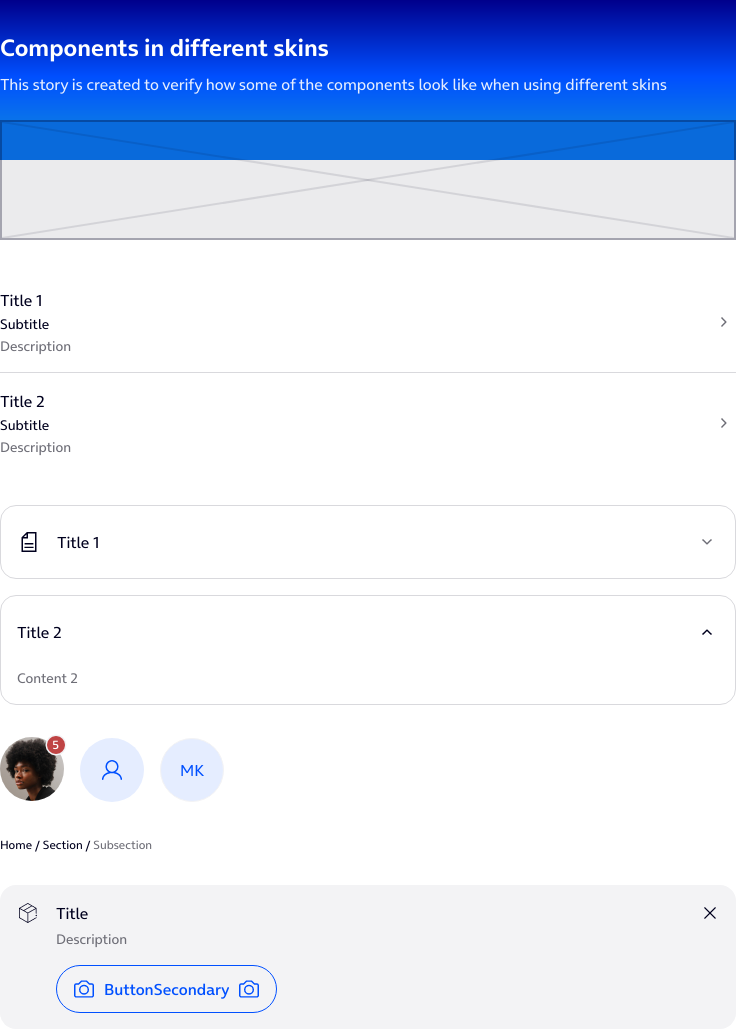 Components in different skins
This story is created to verify how some of the components look like when using different skins
Title 1
Subtitle
Description
Title 2
Subtitle
Description
Title 1
Title 2
Content 2
5
MK
Home / Section / Subsection
Title
Description
ButtonSecondary